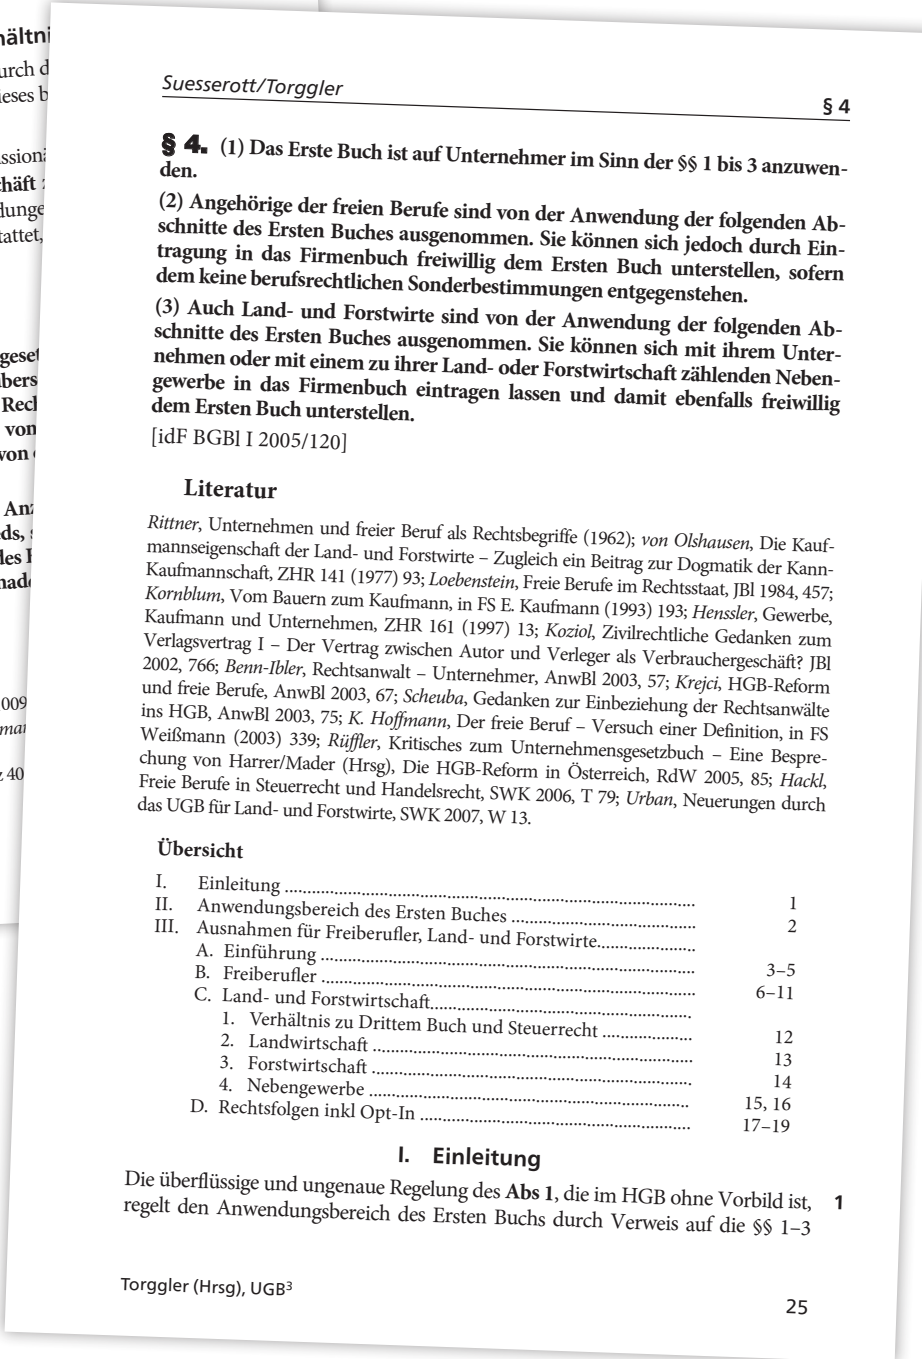 Suesserott/Torggler
§ 4
§ 4. (1) Das Erste Buch ist auf Unternehmer im Sinn der §§ 1 bis 3 anzuwen-
den.
(2) Angehörige der freien Berufe sind von der Anwendung der folgenden Ab-
schnitte des Ersten Buches ausgenommen. Sie können sich jedoch durch Ein-
tragung in das Firmenbuch freiwillig dem Ersten Buch unterstellen, sofern
dem keine berufsrechtlichen Sonderbestimmungen entgegenstehen.
(3) Auch Land- und Forstwirte sind von der Anwendung der folgenden Ab-
schnitte des Ersten Buches ausgenommen. Sie können sich mit ihrem Unter-
nehmen oder mit einem zu ihrer Land- oder Forstwirtschaft zählenden Neben-
gewerbe in das Firmenbuch eintragen lassen und damit ebenfalls freiwillig
dem Ersten Buch unterstellen.
[idF BGBl I 2005/120]
Literatur
Rittner, Unternehmen und freier Beruf als Rechtsbegriffe (1962); von Olshausen, Die Kauf-
mannseigenschaft der Land- und Forstwirte – Zugleich ein Beitrag zur Dogmatik der Kann-
Kaufmannschaft, ZHR 141 (1977) 93; Loebenstein, Freie Berufe im Rechtsstaat, JBl 1984, 457;
Kornblum, Vom Bauern zum Kaufmann, in FS E. Kaufmann (1993) 193; Henssler, Gewerbe,
Kaufmann und Unternehmen, ZHR 161 (1997) 13; Koziol, Zivilrechtliche Gedanken zum
Verlagsvertrag I – Der Vertrag zwischen Autor und Verleger als Verbrauchergeschäft? JBl
2002, 766; Benn-Ibler, Rechtsanwalt – Unternehmer, AnwBl 2003, 57; Krejci, HGB-Reform
und freie Berufe, AnwBl 2003, 67; Scheuba, Gedanken zur Einbeziehung der Rechtsanwälte
ins HGB, AnwBl 2003, 75; K. Hoffmann, Der freie Beruf – Versuch einer Definition, in FS
Weißmann (2003) 339; Rüffler, Kritisches zum Unternehmensgesetzbuch – Eine Bespre-
chung von Harrer/Mader (Hrsg), Die HGB-Reform in Österreich, RdW 2005, 85; Hackl,
Freie Berufe in Steuerrecht und Handelsrecht, SWK 2006, T 79; Urban, Neuerungen durch
das UGB für Land- und Forstwirte, SWK 2007, W 13.
Übersicht
I. Einleitung 1
II. Anwendungsbereich des Ersten Buches 2
III. Ausnahmen für Freiberufler, Land- und Forstwirte
A. Einführung 3–5
B. Freiberufler 6–11
C. Land- und Forstwirtschaft
1. Verhältnis zu Drittem Buch und Steuerrecht 12
2. Landwirtschaft 13
3. Forstwirtschaft 14
4. Nebengewerbe 15, 16
D. Rechtsfolgen inkl Opt-In 17–19
I. Einleitung
Die überflüssige und ungenaue Regelung des Abs 1, die im HGB ohne Vorbild ist, 1
regelt den Anwendungsbereich des Ersten Buchs durch Verweis auf die §§ 1–3
Torggler (Hrsg), UGB³
25